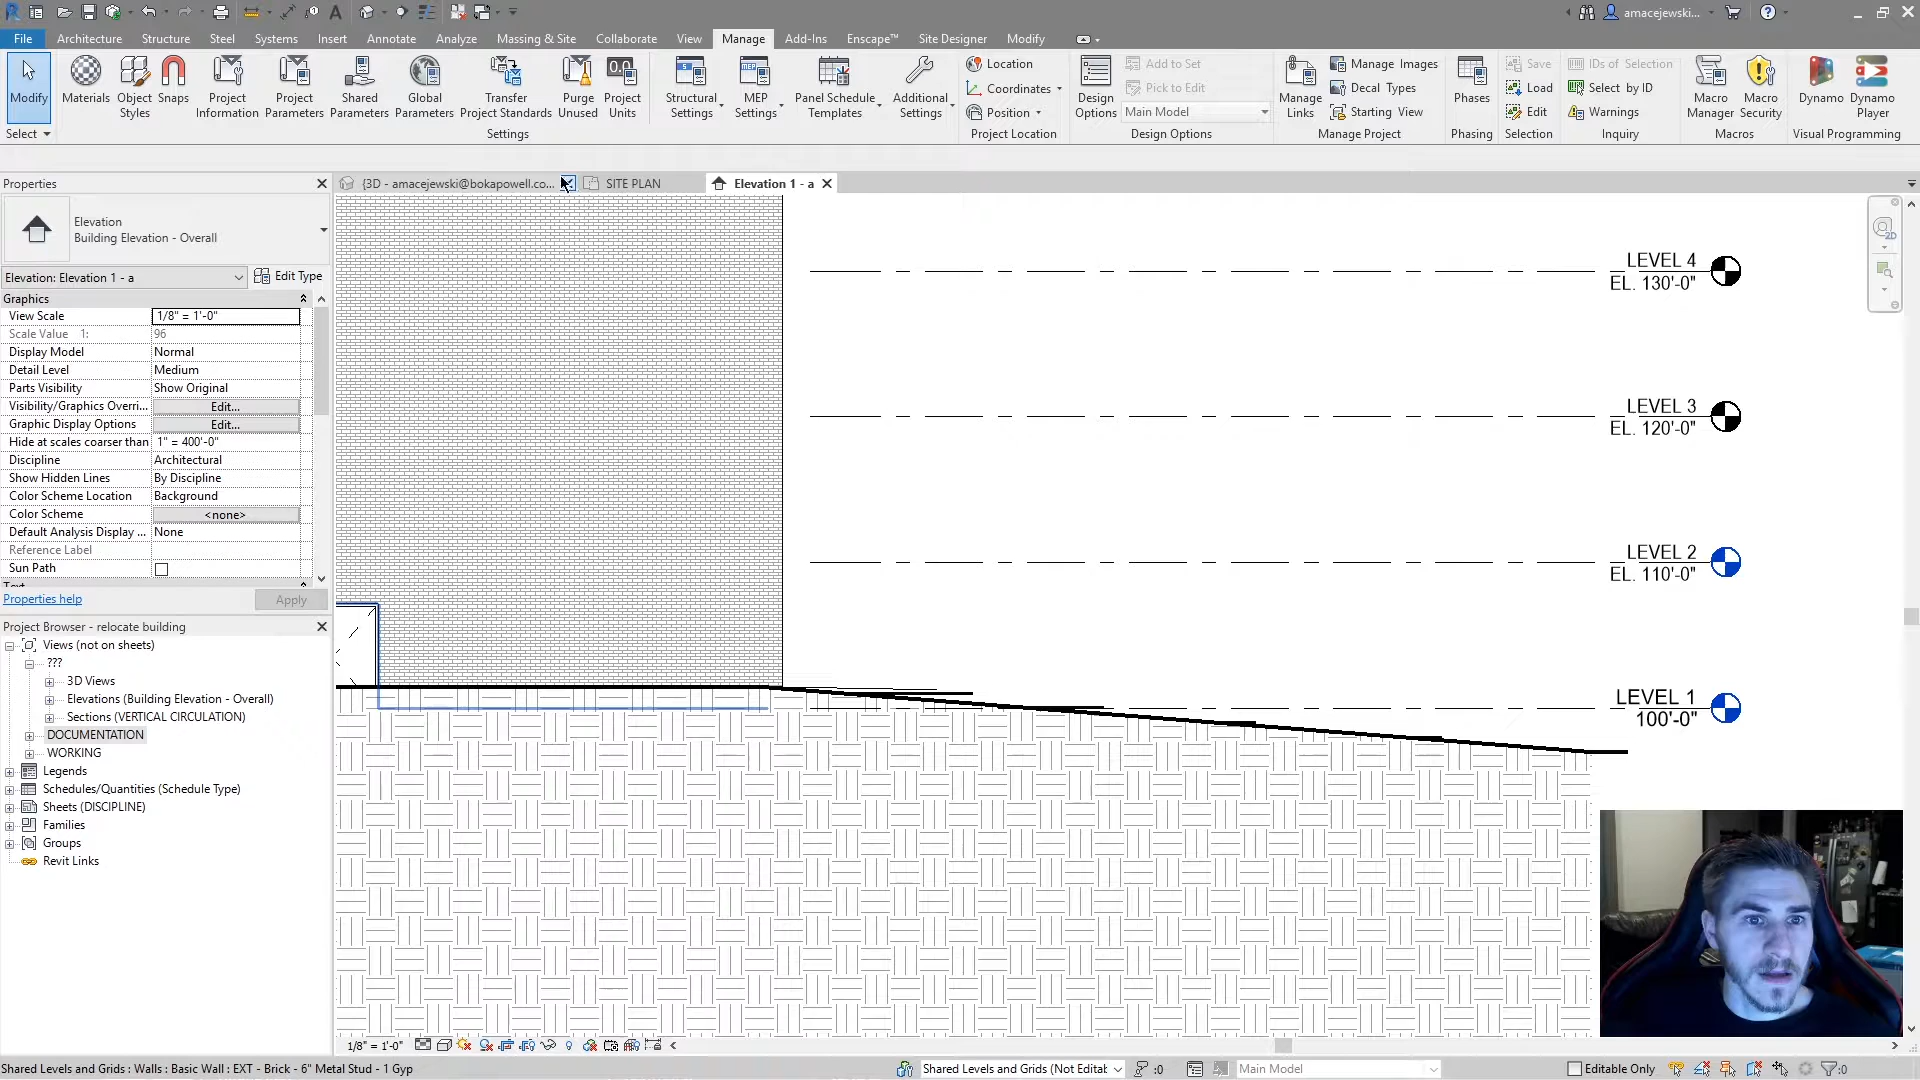 amacejewski...
File Architecture Structure Steel Systems Insert Annotate Analyze Massing & Site Collaborate View Manage Add-Ins Enscape™ Site Designer Modify
Modify
Materials
Object Styles
Snaps
Project Information
Project Parameters
Shared Parameters
Global Parameters
Transfer Project Standards
Purge Unused
Project Units
Structural Settings
MEP Settings
Panel Schedule Templates
Additional Settings
Location
Coordinates
Position
Design Options
Add to Set
Pick to Edit
Main Model
Manage Links
Manage Images
Decal Types
Starting View
Phases
Save
Load
Edit
IDs of Selection
Select by ID
Warnings
Macro Manager
Macro Security
Dynamo
Dynamo Player
Select Settings Project Location Design Options Manage Project Phasing Selection Inquiry Macros Visual Programming
Properties
{3D - amacejewski@bokapowell.co... SITE PLAN Elevation 1 - a
Elevation
Building Elevation - Overall
Elevation: Elevation 1 - a Edit Type
Graphics
View Scale 1/8" = 1'-0"
Scale Value 1: 96
Display Model Normal
Detail Level Medium
Parts Visibility Show Original
Visibility/Graphics Overri... Edit...
Graphic Display Options Edit...
Hide at scales coarser than 1" = 400'-0"
Discipline Architectural
Show Hidden Lines By Discipline
Color Scheme Location Background
Color Scheme <none>
Default Analysis Display ... None
Reference Label
Sun Path
Properties help Apply
Project Browser - relocate building
Views (not on sheets)
???
3D Views
Elevations (Building Elevation - Overall)
Sections (VERTICAL CIRCULATION)
DOCUMENTATION
WORKING
Legends
Schedules/Quantities (Schedule Type)
Sheets (DISCIPLINE)
Families
Groups
Revit Links
LEVEL 4
EL. 130'-0"
LEVEL 3
EL. 120'-0"
LEVEL 2
EL. 110'-0"
LEVEL 1
100'-0"
1/8" = 1'-0"
Shared Levels and Grids : Walls : Basic Wall : EXT - Brick - 6" Metal Stud - 1 Gyp
Shared Levels and Grids (Not Editab :0 Main Model Editable Only :0